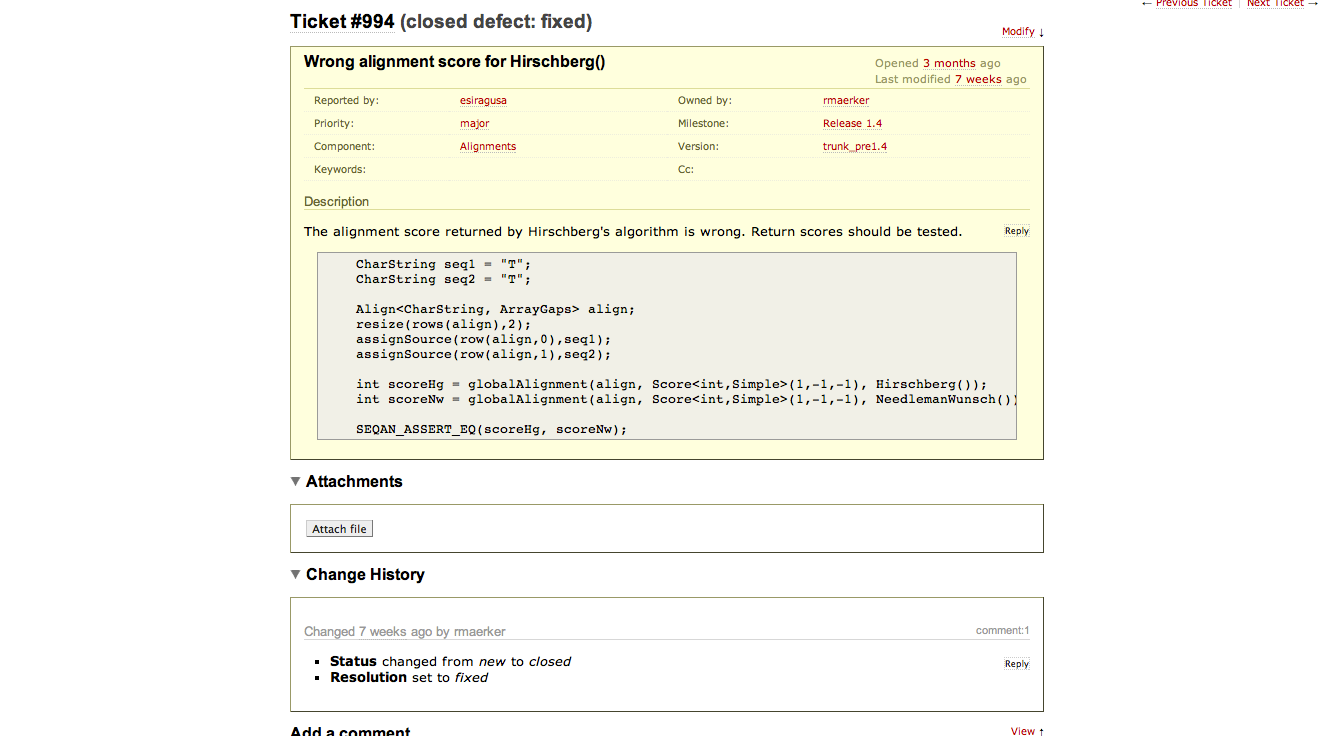 ← Previous Ticket | Next Ticket →
Ticket #994 (closed defect: fixed)
Modify ↓
Wrong alignment score for Hirschberg()
Opened 3 months ago
Last modified 7 weeks ago
Reported by: esiragusa Owned by: rmaerker
Priority: major Milestone: Release 1.4
Component: Alignments Version: trunk_pre1.4
Keywords: Cc:
Description
The alignment score returned by Hirschberg's algorithm is wrong. Return scores should be tested. Reply
CharString seq1 = "T";
CharString seq2 = "T";
Align<CharString, ArrayGaps> align;
resize(rows(align),2);
assignSource(row(align,0),seq1);
assignSource(row(align,1),seq2);
int scoreHg = globalAlignment(align, Score<int,Simple>(1,-1,-1), Hirschberg());
int scoreNw = globalAlignment(align, Score<int,Simple>(1,-1,-1), NeedlemanWunsch())
SEQAN_ASSERT_EQ(scoreHg, scoreNw);
▼ Attachments
Attach file
▼ Change History
Changed 7 weeks ago by rmaerker comment:1
▪ Status changed from new to closed Reply
▪ Resolution set to fixed
Add a comment View ↑